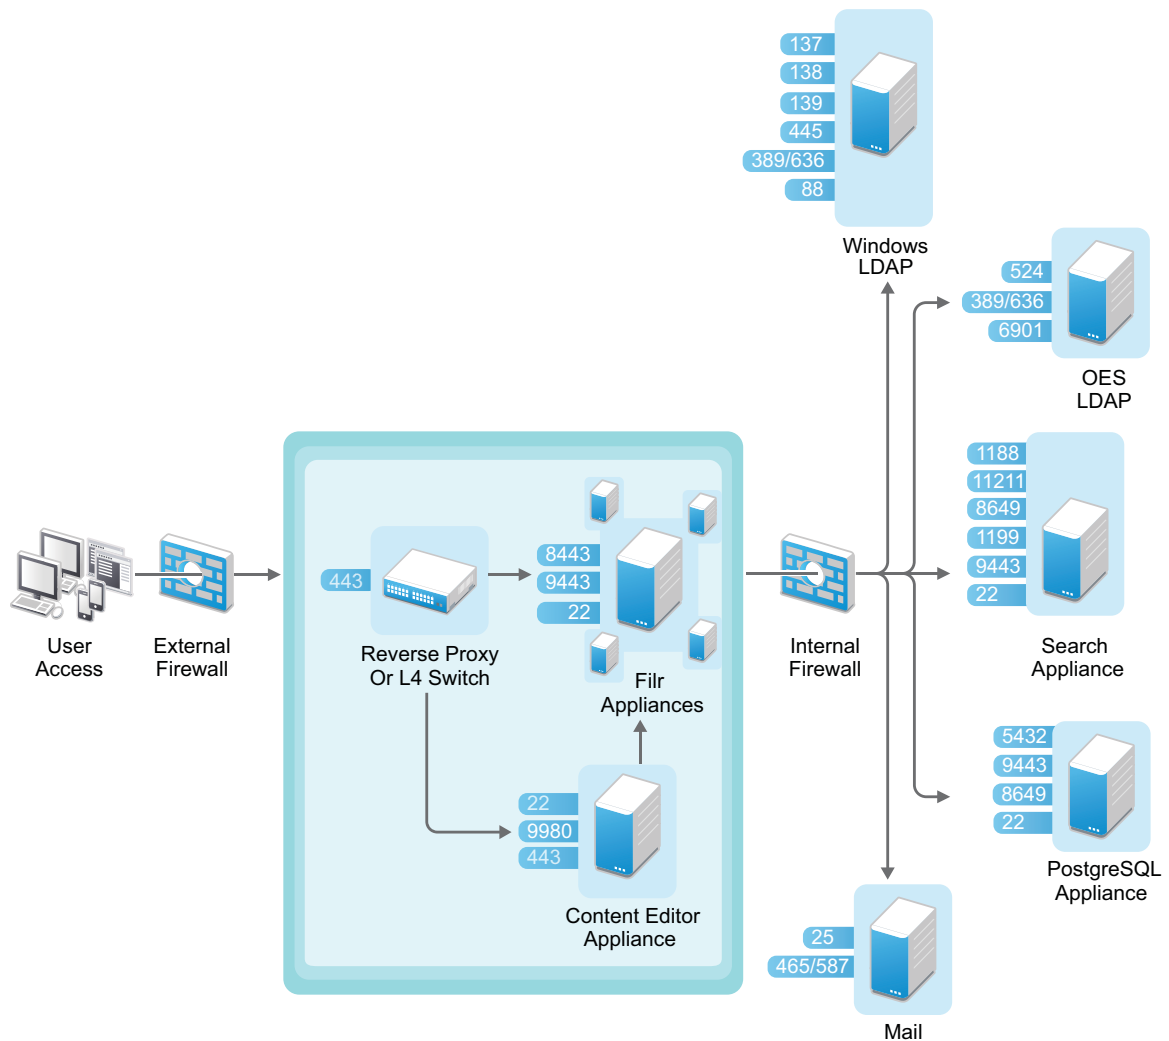 137
138
139
445
389/636
88
Windows
LDAP
524
389/636
6901
OES
LDAP
1188
11211
8649
1199
9443
22
Search
Appliance
User
Access
External
Firewall
443
Reverse Proxy
Or L4 Switch
8443
9443
22
Filr
Appliances
Internal
Firewall
22
9980
443
Content Editor
Appliance
5432
9443
8649
22
PostgreSQL
Appliance
25
465/587
Mail